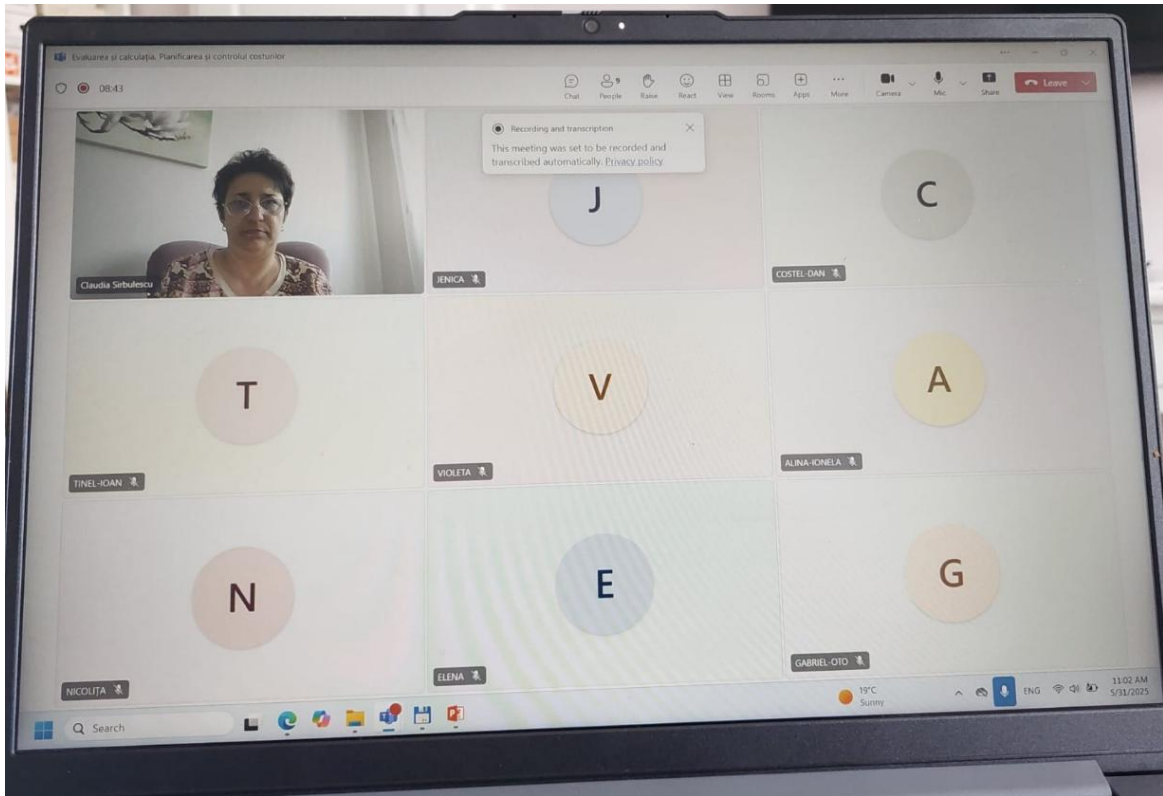 Evaluarea și calculația. Planificarea și controlul costurilor
08:43
9
Chat People Raise React View Rooms Apps More Camera Mic Share Leave
Recording and transcription
This meeting was set to be recorded and
transcribed automatically. Privacy policy
Claudia Sirbulescu
J
JENICA
C
COSTEL-DAN
T
TINEL-IOAN
V
VIOLETA
A
ALINA-IONELA
N
NICOLIȚA
E
ELENA
G
GABRIEL-OTO
Search
19°C
Sunny
ENG
11:02 AM
5/31/2025